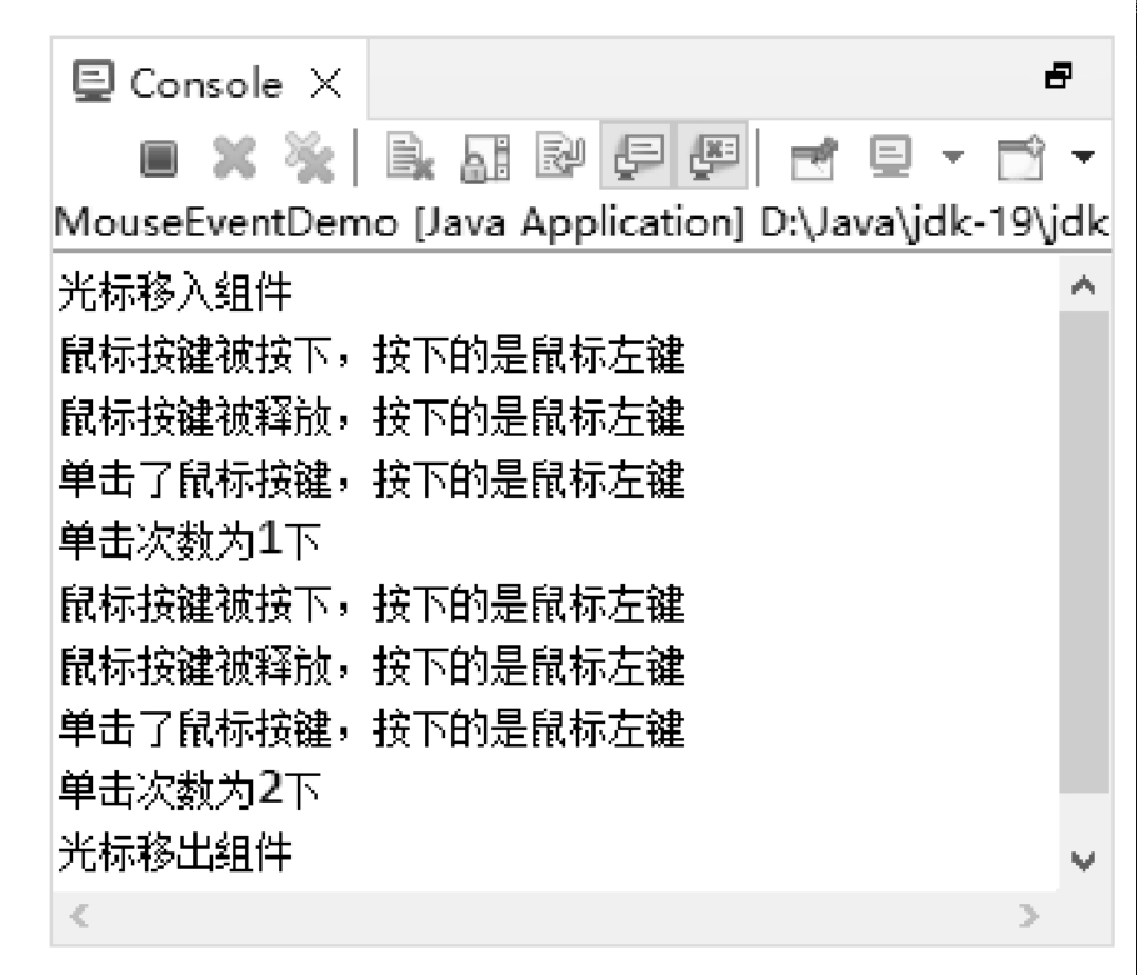 Console
MouseEventDemo [Java Application] D:\Java\jdk-19\jdk
光标移入组件
鼠标按键被按下，按下的是鼠标左键
鼠标按键被释放，按下的是鼠标左键
单击了鼠标按键，按下的是鼠标左键
单击次数为1下
鼠标按键被按下，按下的是鼠标左键
鼠标按键被释放，按下的是鼠标左键
单击了鼠标按键，按下的是鼠标左键
单击次数为2下
光标移出组件